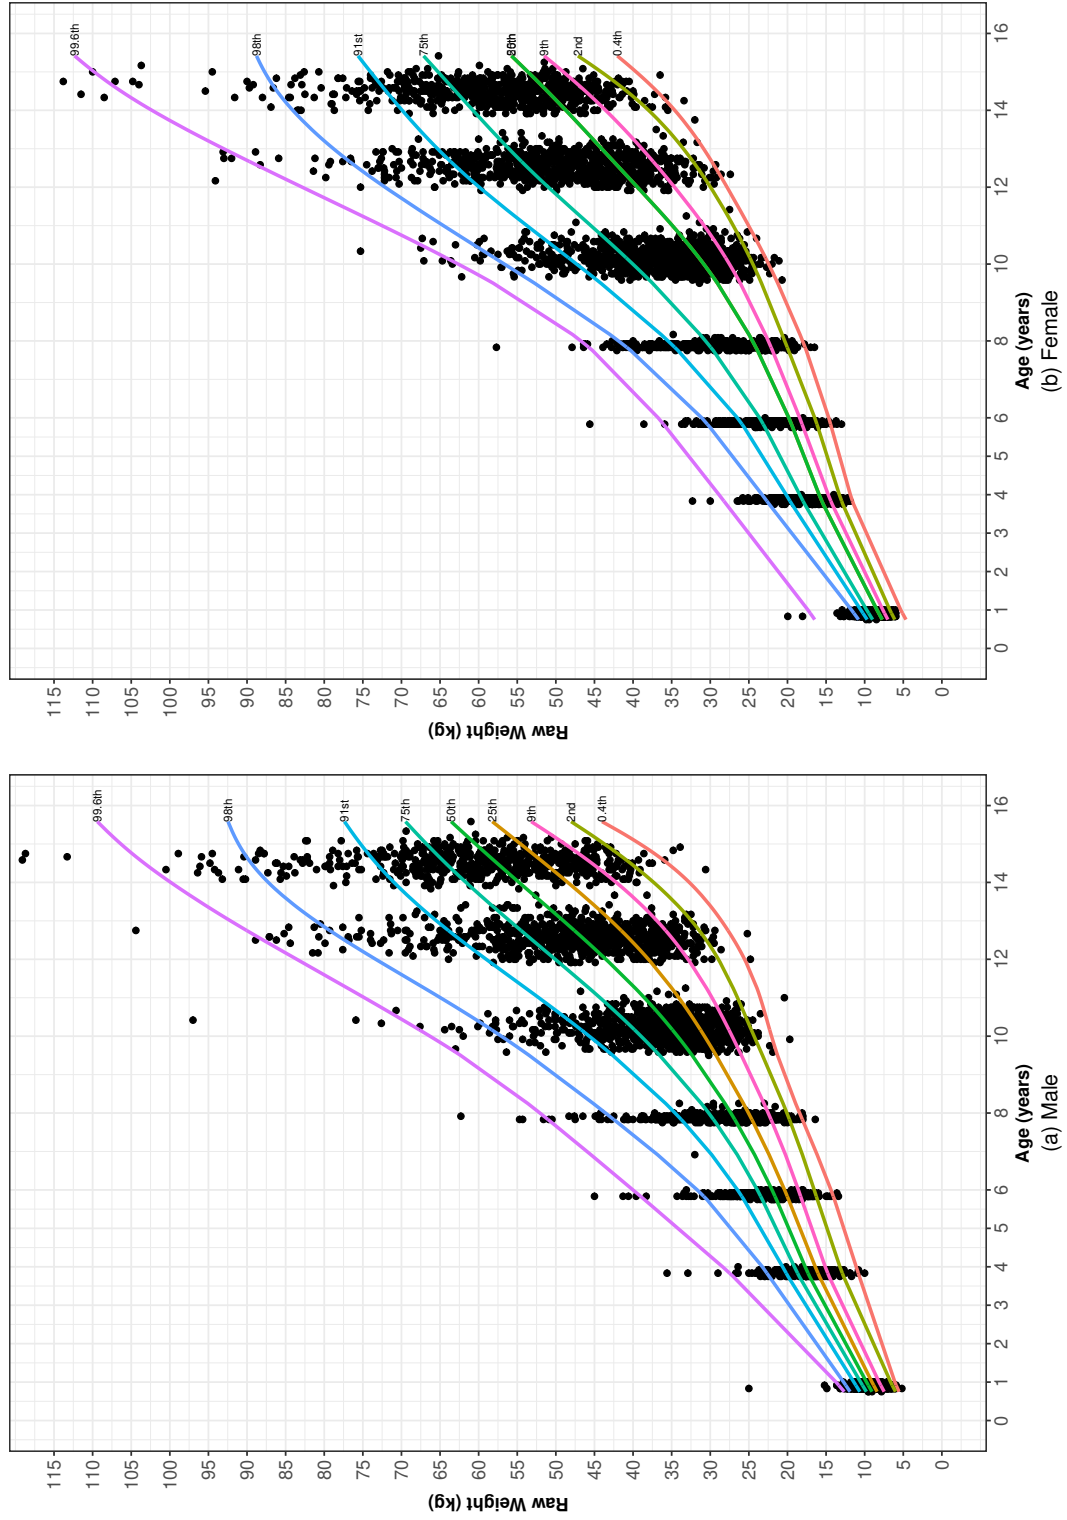 Raw Weight (kg)
115
110
105
100
95
90
85
80
75
70
65
60
55
50
45
40
35
30
25
20
15
10
5
0
99.6th
98th
91st
75th
50th
25th
9th
2nd
0.4th
0 1 2 3 4 5 6 8 10 12 14 16
Age (years)
(a) Male
Raw Weight (kg)
115
110
105
100
95
90
85
80
75
70
65
60
55
50
45
40
35
30
25
20
15
10
5
0
99.6th
98th
91st
75th
9th
2nd
0.4th
0 1 2 3 4 5 6 8 10 12 14 16
Age (years)
(b) Female